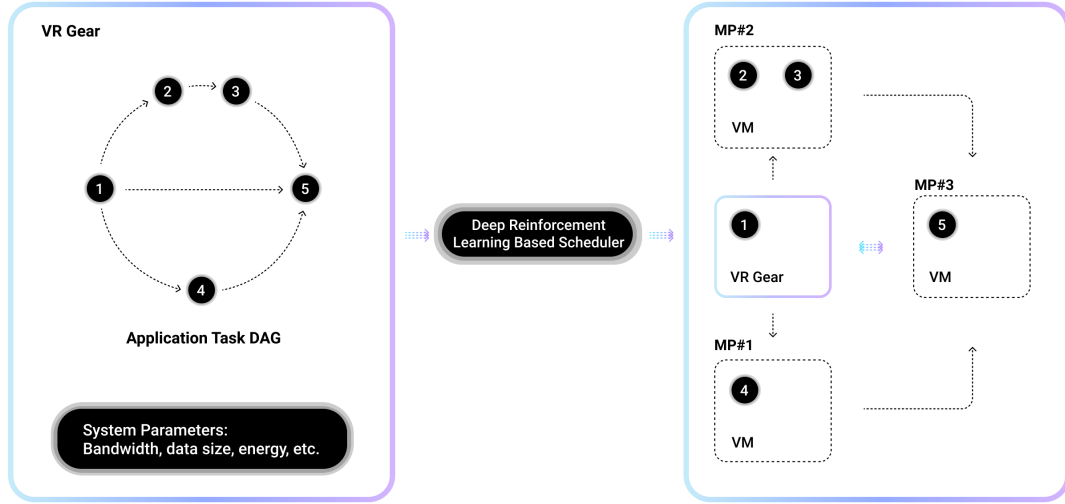 VR Gear
2
3
1
5
4
Application Task DAG
System Parameters:
Bandwidth, data size, energy, etc.
Deep Reinforcement
Learning Based Scheduler
MP#2
2 3
VM
1
VR Gear
MP#3
5
VM
MP#1
4
VM